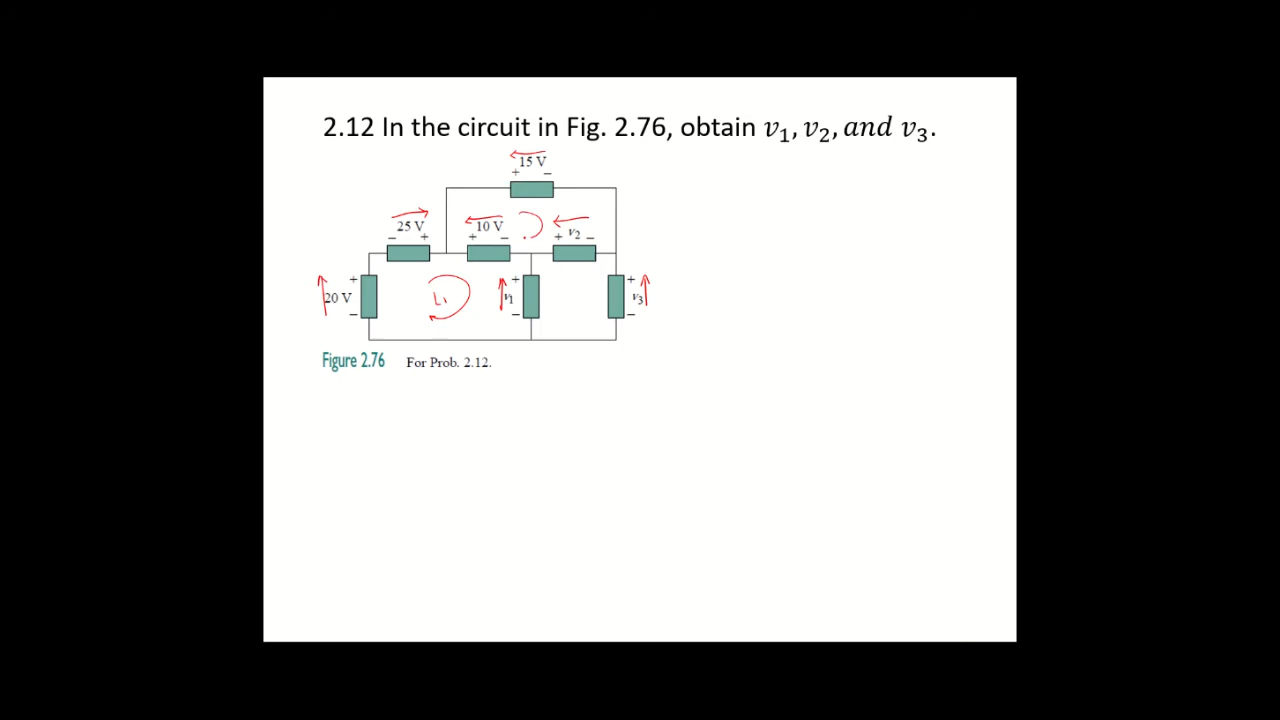 2.12 In the circuit in Fig. 2.76, obtain v₁, v₂, and v₃.
15 V
+ −
25 V
− +
10 V
+ −
+ v₂ −
+
20 V
−
L₁
+
v₁
−
+
v₃
−
Figure 2.76 For Prob. 2.12.